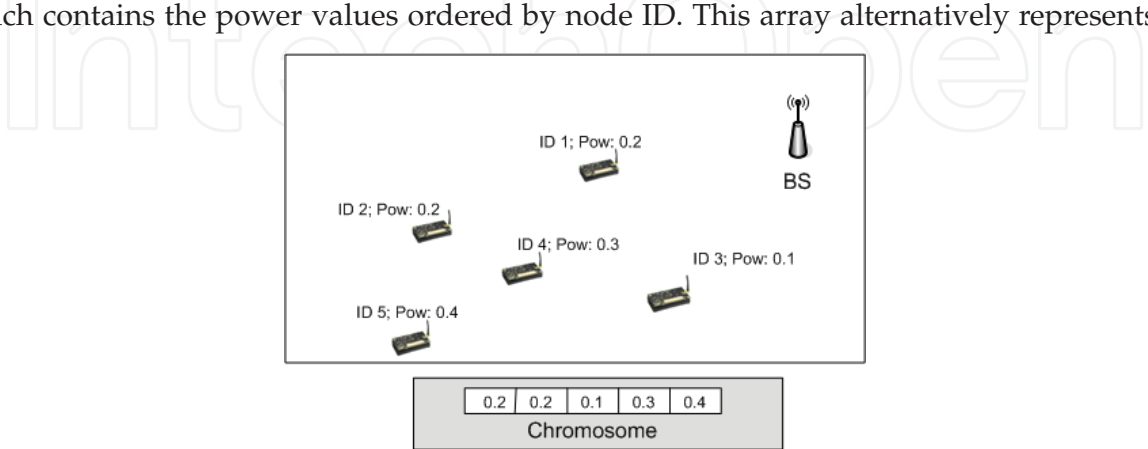 ch contains the power values ordered by node ID. This array alternatively represents
IntechOpen
ID 1; Pow: 0.2
BS
ID 2; Pow: 0.2
ID 4; Pow: 0.3
ID 3; Pow: 0.1
ID 5; Pow: 0.4
0.2 0.2 0.1 0.3 0.4
Chromosome